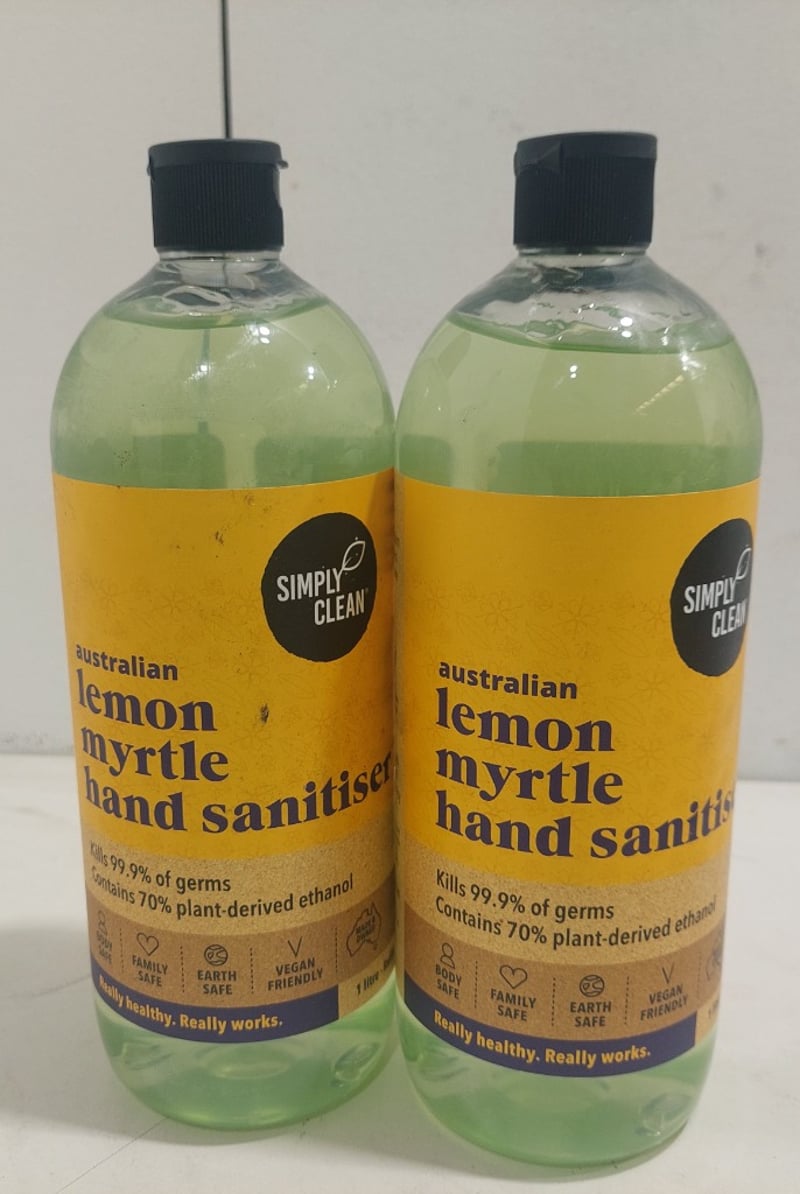 SIMPLY
CLEAN
australian
lemon
myrtle
hand sanitiser
Kills 99.9% of germs
Contains 70% plant-derived ethanol
BODY
SAFE
FAMILY
SAFE
EARTH
SAFE
VEGAN
FRIENDLY
Really healthy. Really works.
1 litre
SIMPLY
CLEAN
australian
lemon
myrtle
hand sanitis
Kills 99.9% of germs
Contains 70% plant-derived ethanol
BODY
SAFE
FAMILY
SAFE
EARTH
SAFE
VEGAN
FRIENDLY
Really healthy. Really works.